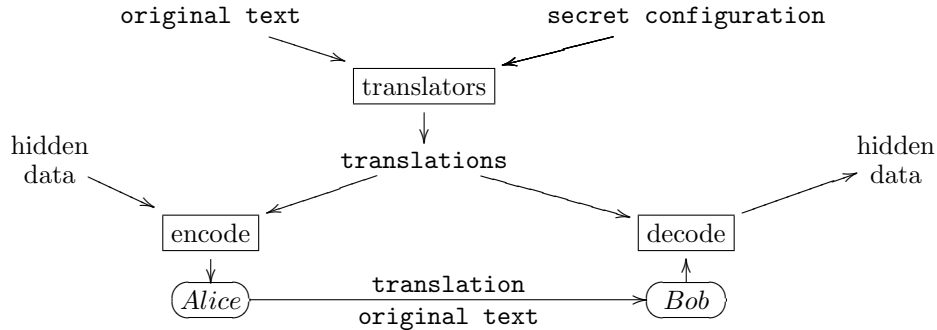 original text
secret configuration
translators
hidden
data
translations
hidden
data
encode
decode
Alice
translation
original text
Bob